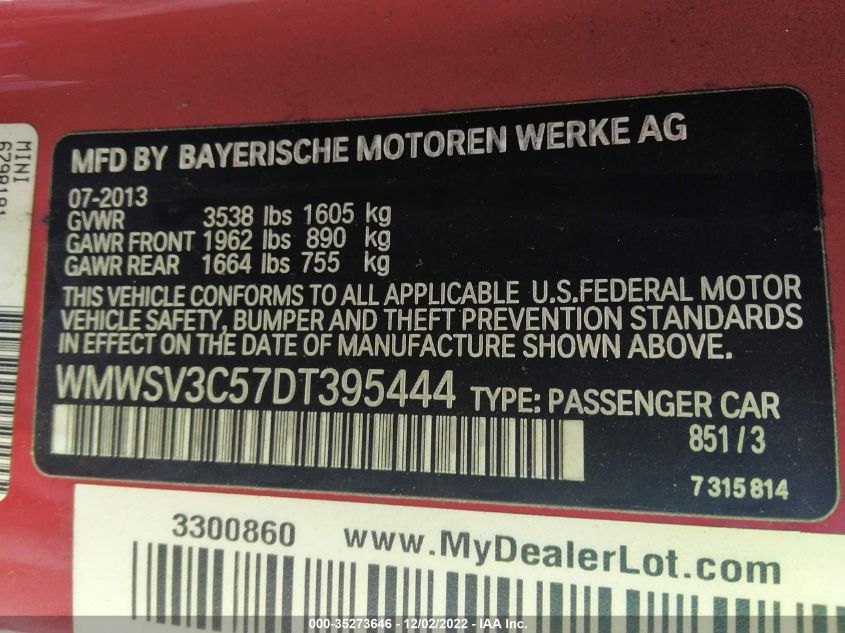 MINI
6798191
MFD BY BAYERISCHE MOTOREN WERKE AG
07-2013
GVWR 3538 lbs 1605 kg
GAWR FRONT 1962 lbs 890 kg
GAWR REAR 1664 lbs 755 kg
THIS VEHICLE CONFORMS TO ALL APPLICABLE U.S.FEDERAL MOTOR
VEHICLE SAFETY, BUMPER AND THEFT PREVENTION STANDARDS
IN EFFECT ON THE DATE OF MANUFACTURE SHOWN ABOVE.
WMWSV3C57DT395444 TYPE: PASSENGER CAR
851/3
7315814
3300860 www.MyDealerLot.com
000-35273646 - 12/02/2022 - IAA Inc.